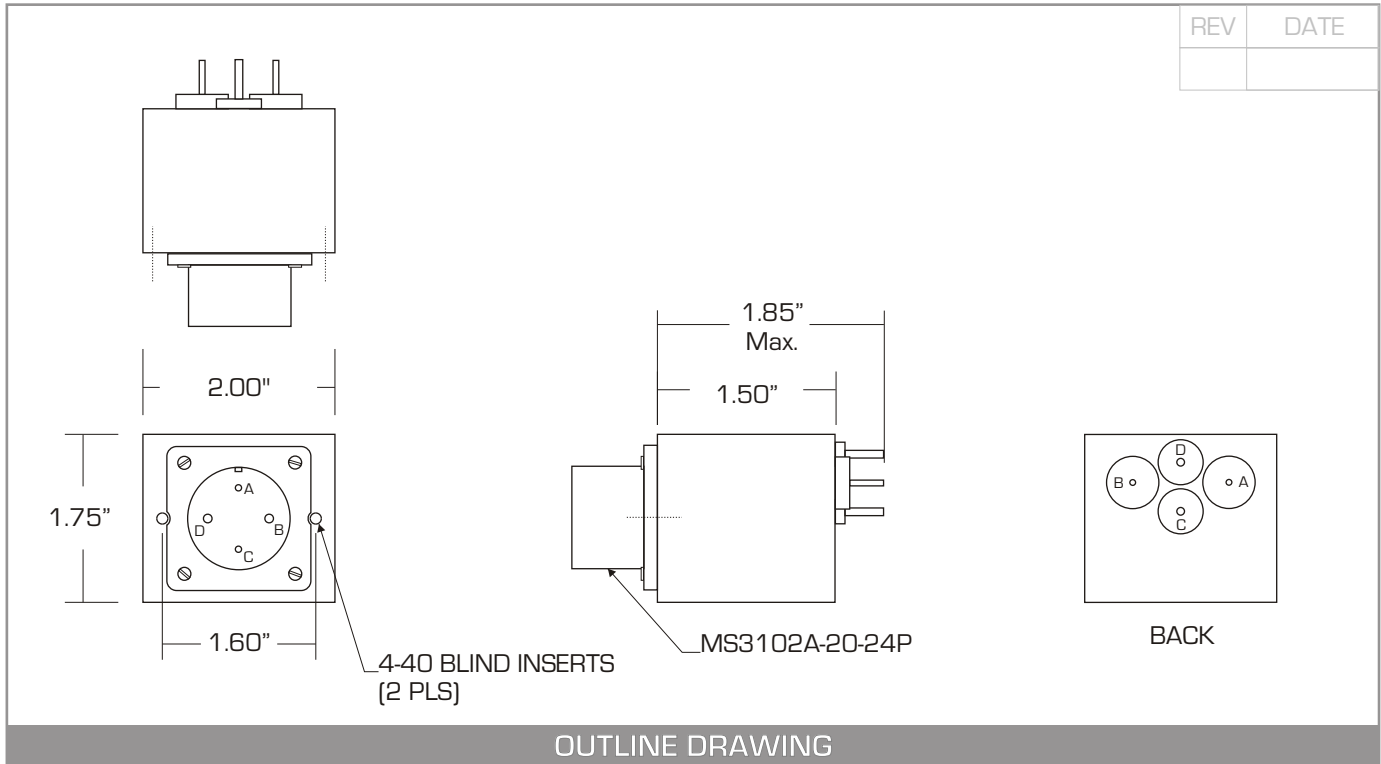 REV DATE
1.85”
Max.
2.00"
1.50”
A
D B
C
1.75”
D
B A
C
1.60”
4-40 BLIND INSERTS
(2 PLS)
MS3102A-20-24P
BACK
OUTLINE DRAWING